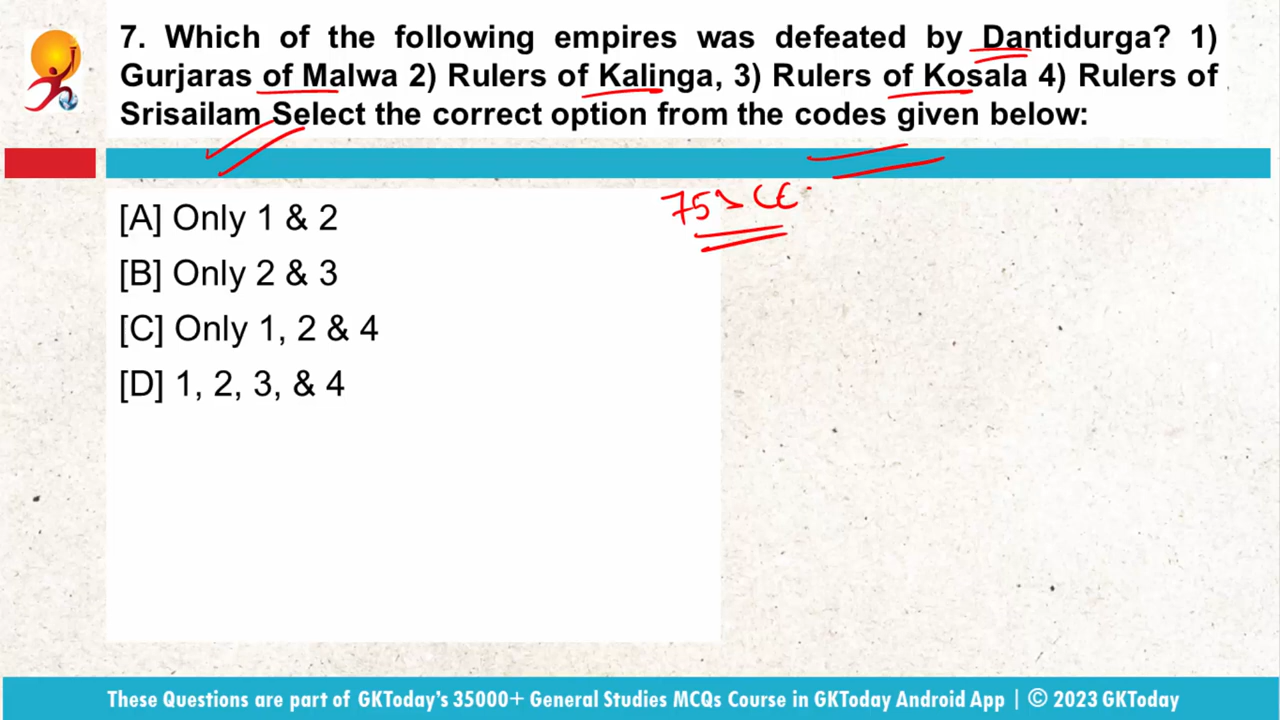 7. Which of the following empires was defeated by Dantidurga? 1)
Gurjaras of Malwa 2) Rulers of Kalinga, 3) Rulers of Kosala 4) Rulers of
Srisailam Select the correct option from the codes given below:
753 CE
[A] Only 1 & 2
[B] Only 2 & 3
[C] Only 1, 2 & 4
[D] 1, 2, 3, & 4
These Questions are part of GKToday's 35000+ General Studies MCQs Course in GKToday Android App | © 2023 GKToday